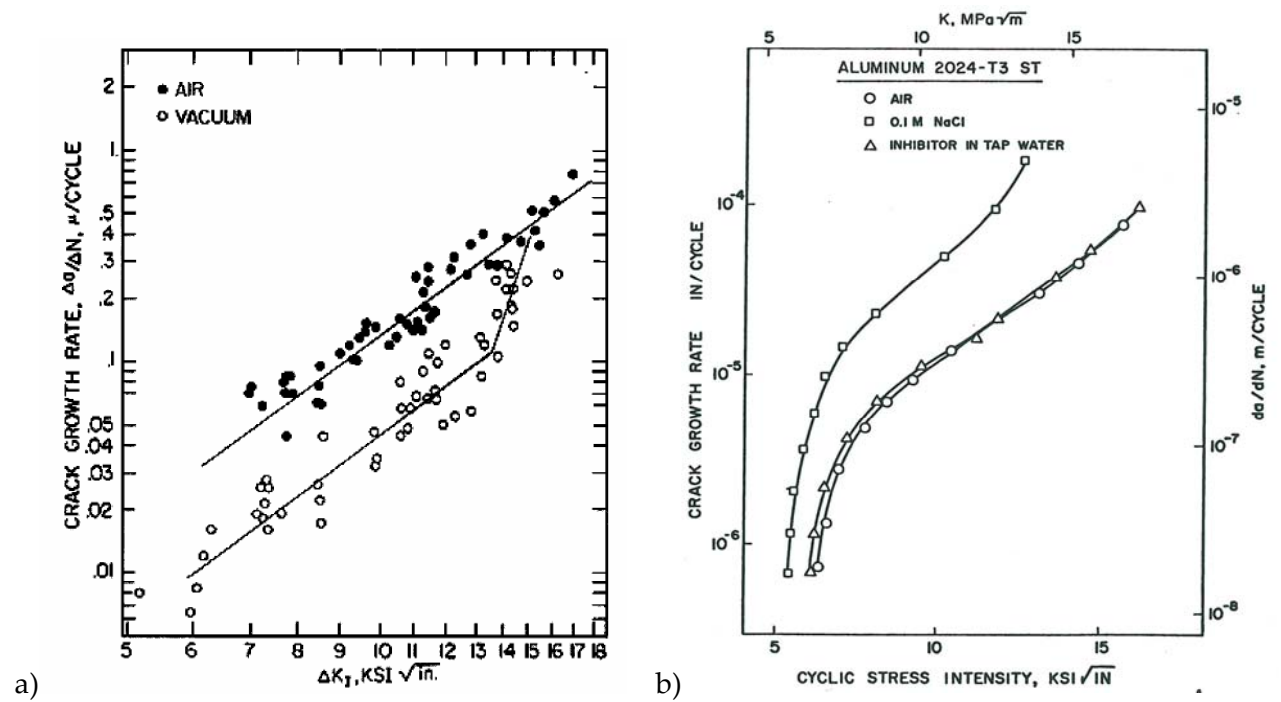 ● AIR
○ VACUUM
CRACK GROWTH RATE, Δa/ΔN, μ/CYCLE
2
1.
.5
.4
.3
.2
.1
.05
.04
.03
.02
.01
5 6 7 8 9 10 11 12 13 14 15 16 17 18
ΔK_I, KSI √in.
a)
K, MPa√m
5 10 15
ALUMINUM 2024-T3 ST
○ AIR
□ 0.1 M NaCl
△ INHIBITOR IN TAP WATER
CRACK GROWTH RATE IN/CYCLE
10⁻⁴
10⁻⁵
10⁻⁶
10⁻⁵
10⁻⁶
10⁻⁷
10⁻⁸
da/dN, m/CYCLE
5 10 15
CYCLIC STRESS INTENSITY, KSI√IN
b)